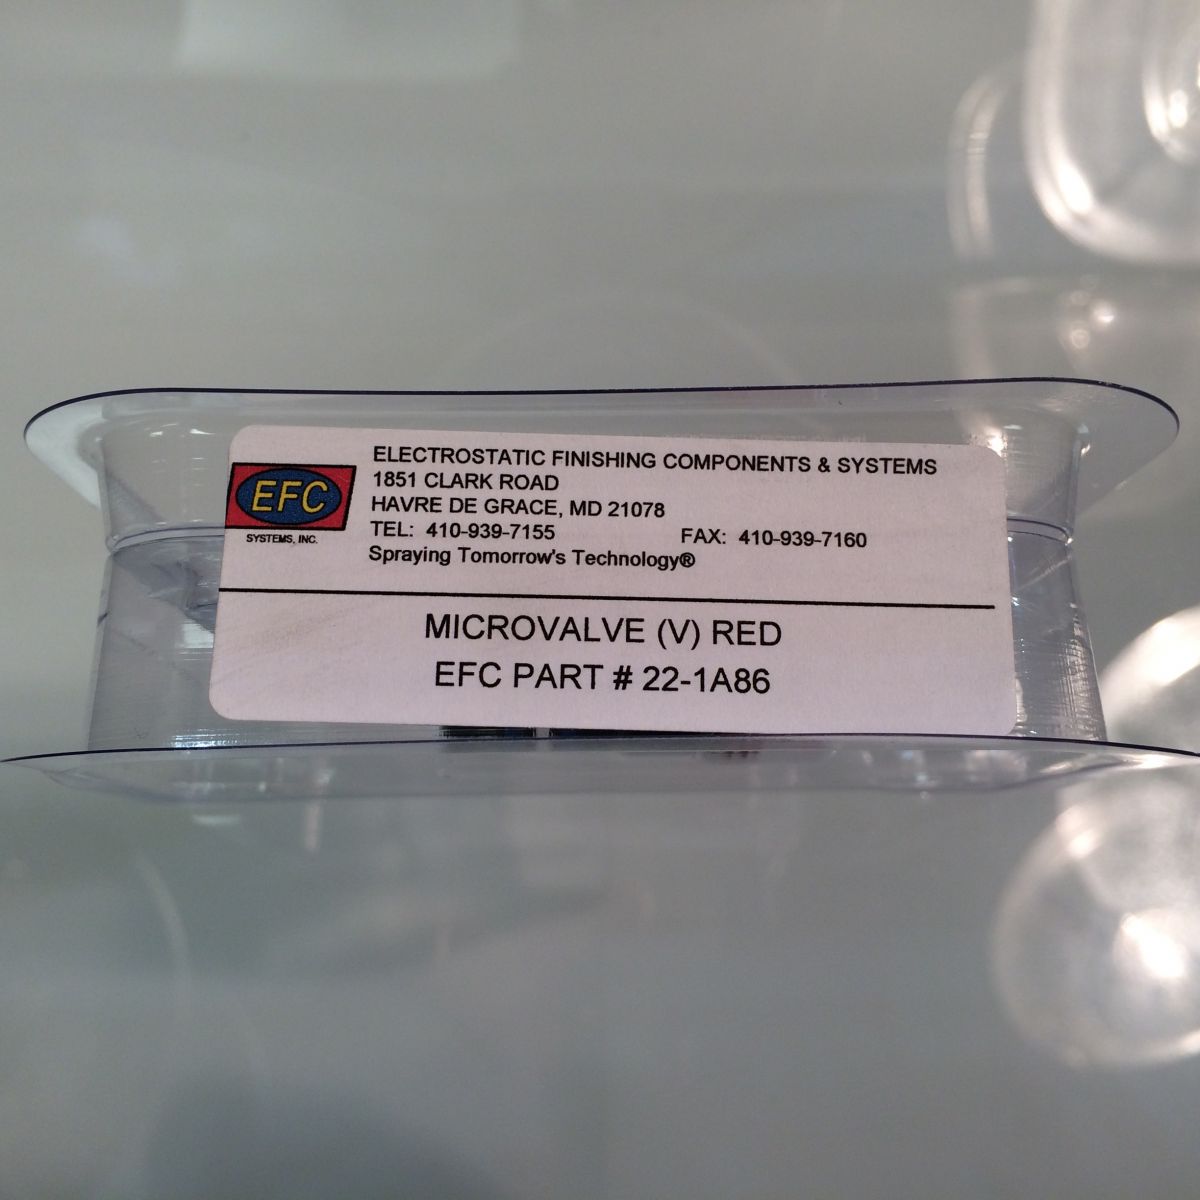 EFC
SYSTEMS, INC.
ELECTROSTATIC FINISHING COMPONENTS & SYSTEMS
1851 CLARK ROAD
HAVRE DE GRACE, MD 21078
TEL: 410-939-7155 FAX: 410-939-7160
Spraying Tomorrow's Technology®
MICROVALVE (V) RED
EFC PART # 22-1A86